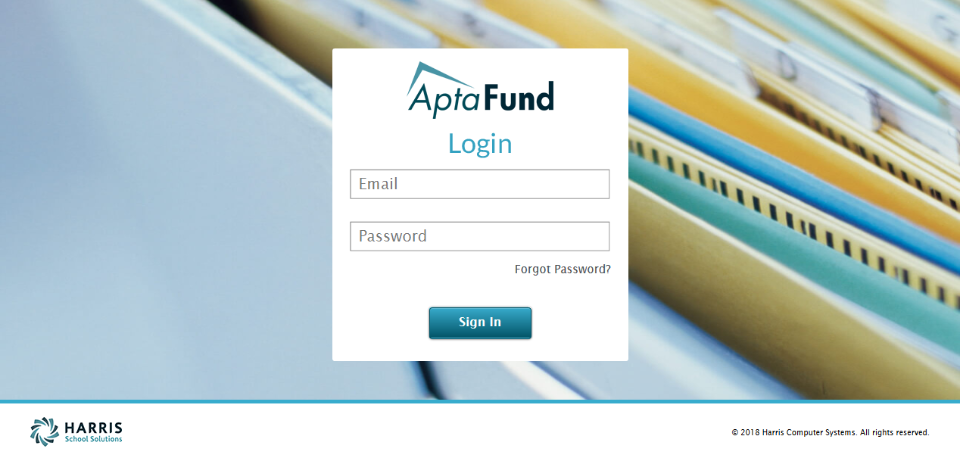 AptaFund
Login
Email
Password
Forgot Password?
Sign In
HARRIS
School Solutions
© 2018 Harris Computer Systems. All rights reserved.